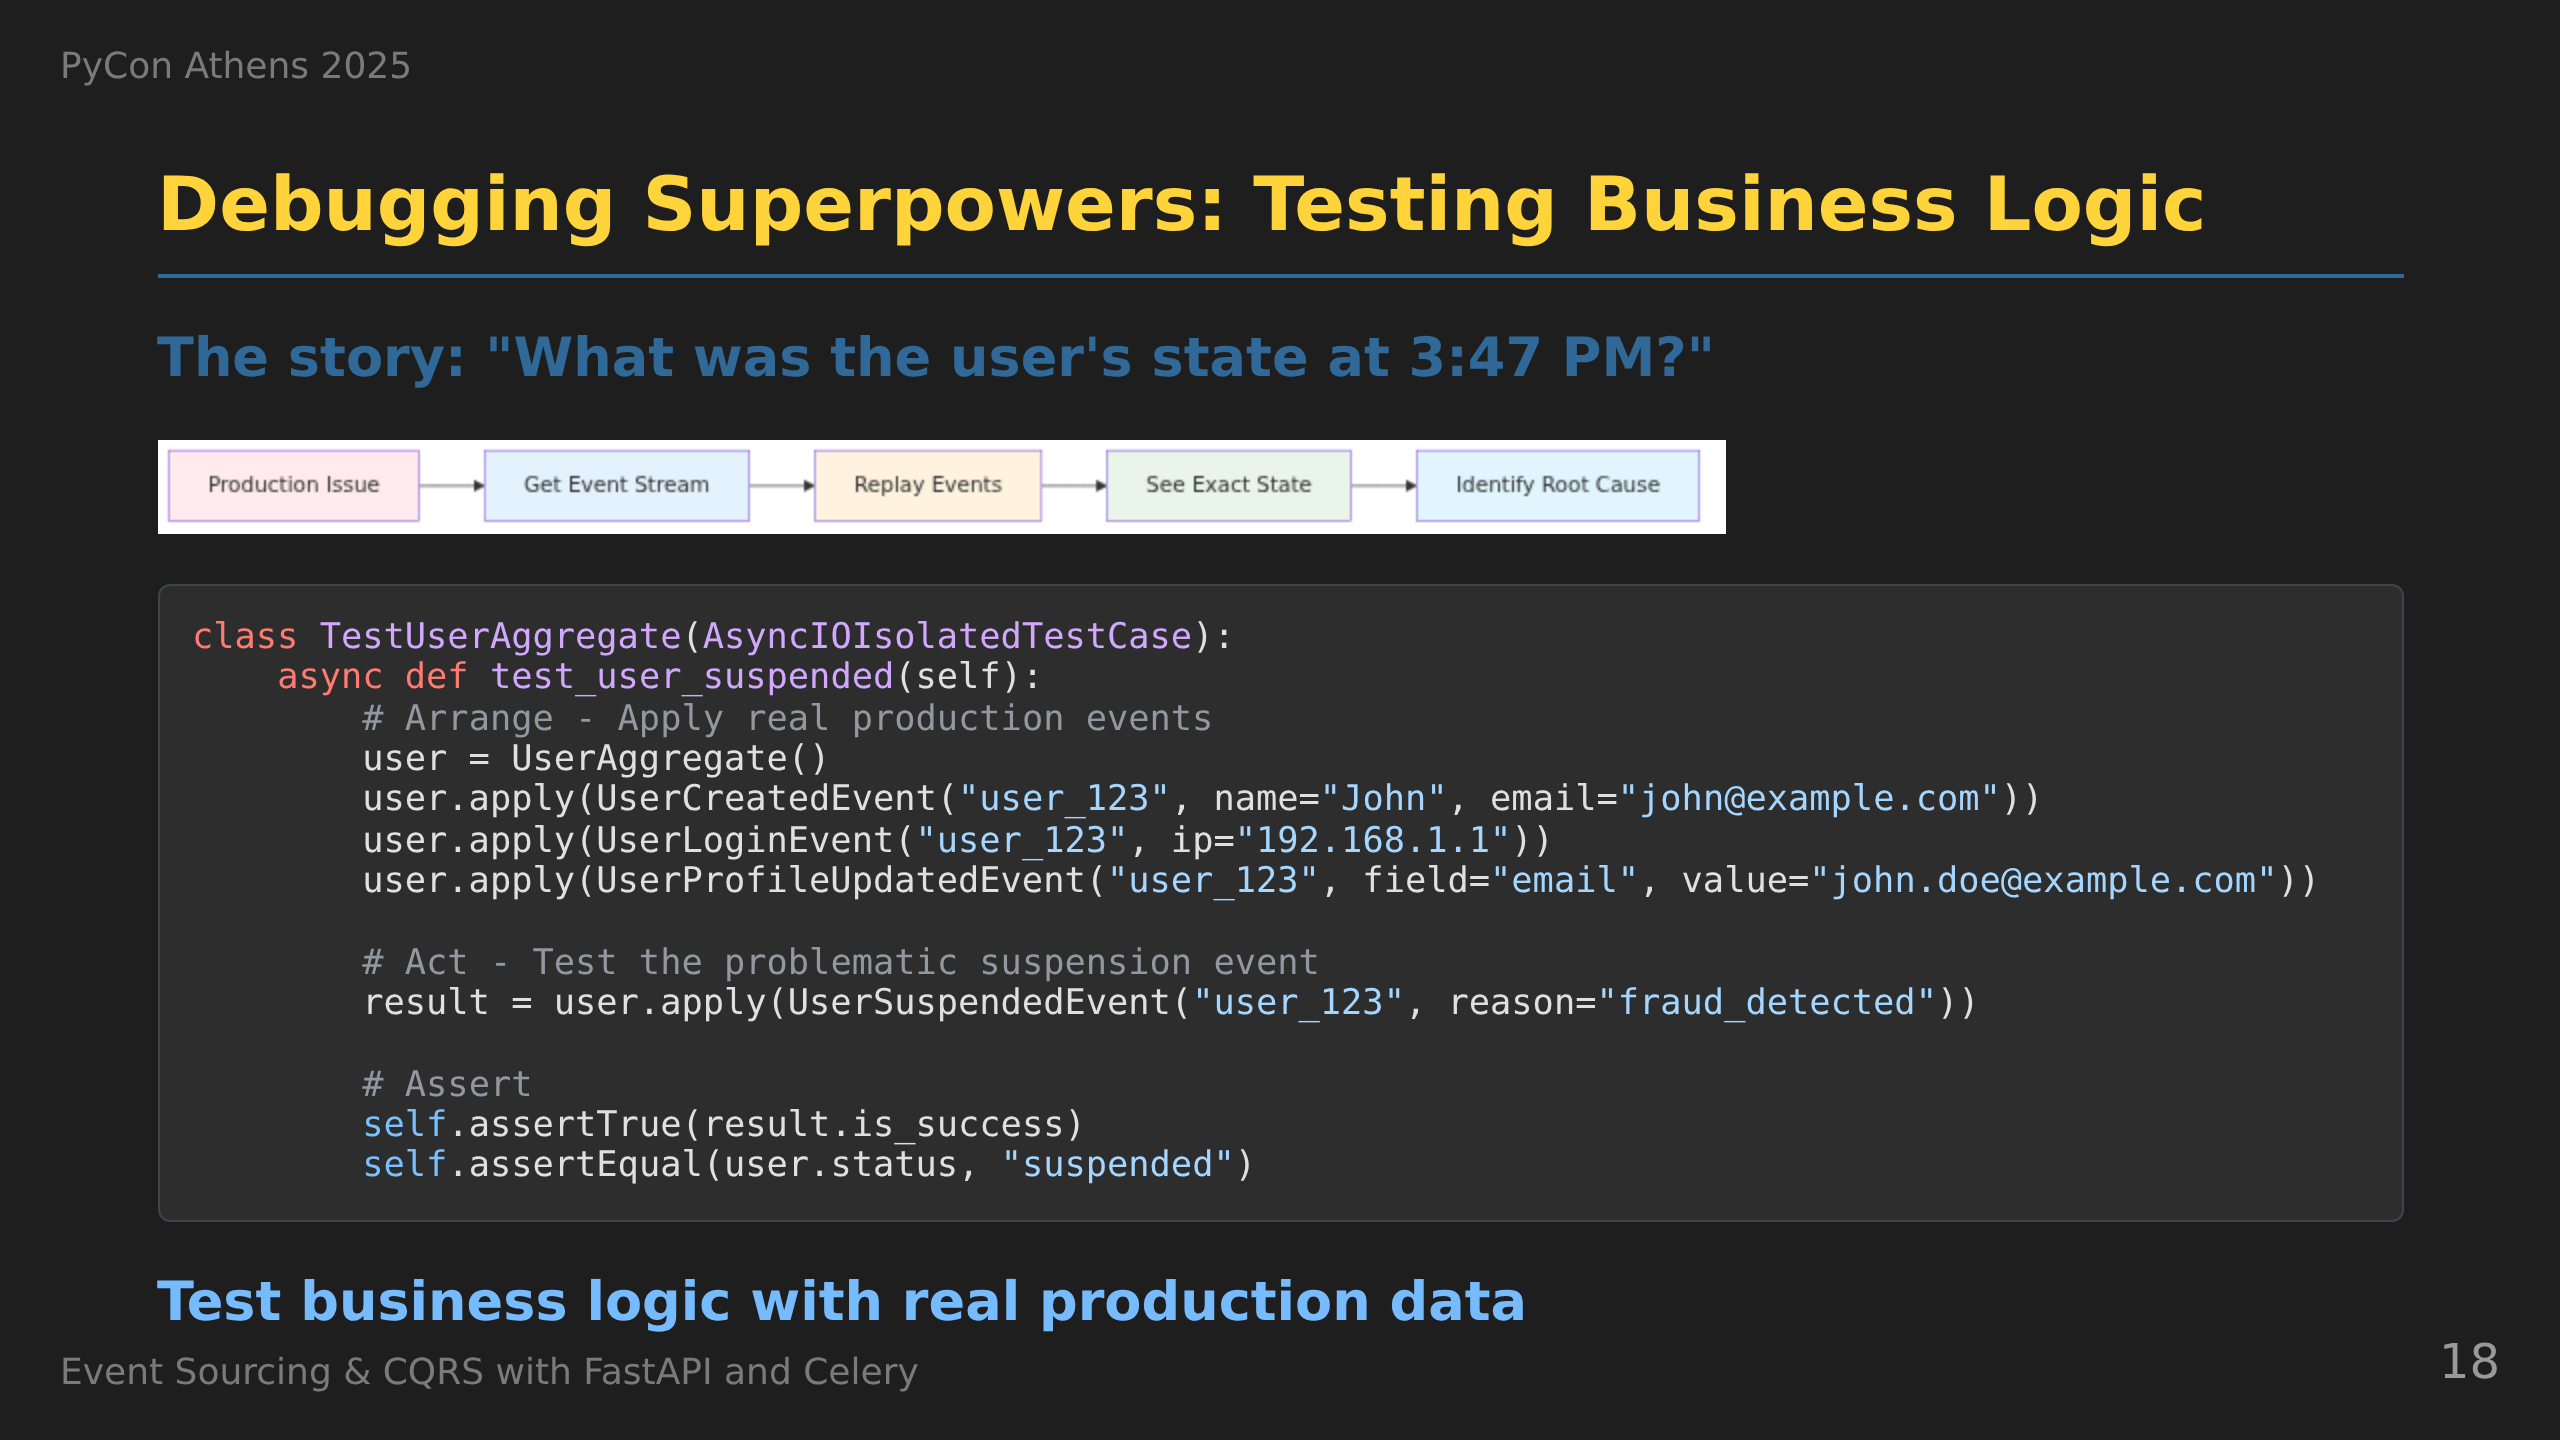 PyCon Athens 2025
Debugging Superpowers: Testing Business Logic
The story: "What was the user's state at 3:47 PM?"
Production Issue
Get Event Stream
Replay Events
See Exact State
Identify Root Cause
class TestUserAggregate(AsyncIOIsolatedTestCase):
    async def test_user_suspended(self):
        # Arrange - Apply real production events
        user = UserAggregate()
        user.apply(UserCreatedEvent("user_123", name="John", email="john@example.com"))
        user.apply(UserLoginEvent("user_123", ip="192.168.1.1"))
        user.apply(UserProfileUpdatedEvent("user_123", field="email", value="john.doe@example.com"))
        # Act - Test the problematic suspension event
        result = user.apply(UserSuspendedEvent("user_123", reason="fraud_detected"))
        # Assert
        self.assertTrue(result.is_success)
        self.assertEqual(user.status, "suspended")
Test business logic with real production data
Event Sourcing & CQRS with FastAPI and Celery
18